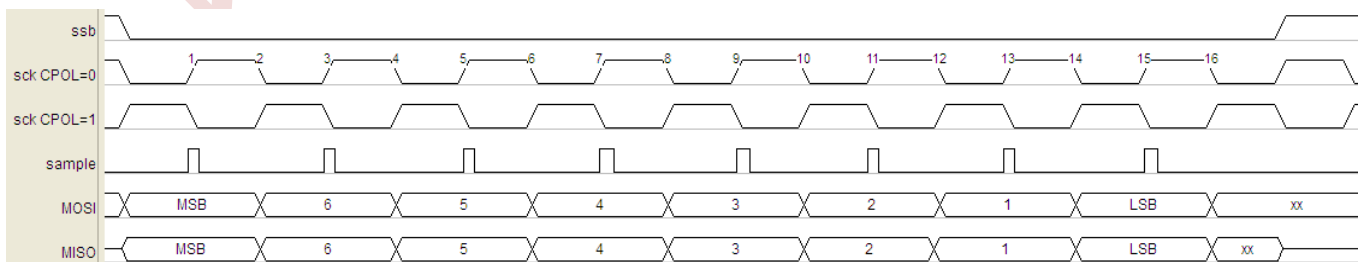 ssb
1 2 3 4 5 6 7 8 9 10 11 12 13 14 15 16
sck CPOL=0
sck CPOL=1
sample
MOSI MSB 6 5 4 3 2 1 LSB xx
MISO MSB 6 5 4 3 2 1 LSB xx